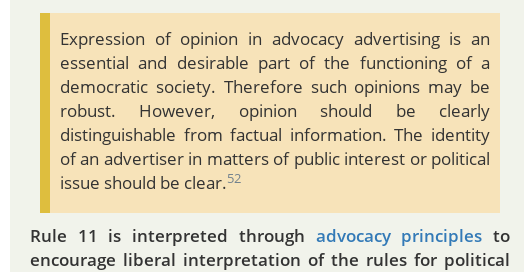 Expression of opinion in advocacy advertising is an
essential and desirable part of the functioning of a
democratic society. Therefore such opinions may be
robust. However, opinion should be clearly
distinguishable from factual information. The identity
of an advertiser in matters of public interest or political
issue should be clear.52
Rule 11 is interpreted through advocacy principles to
encourage liberal interpretation of the rules for political